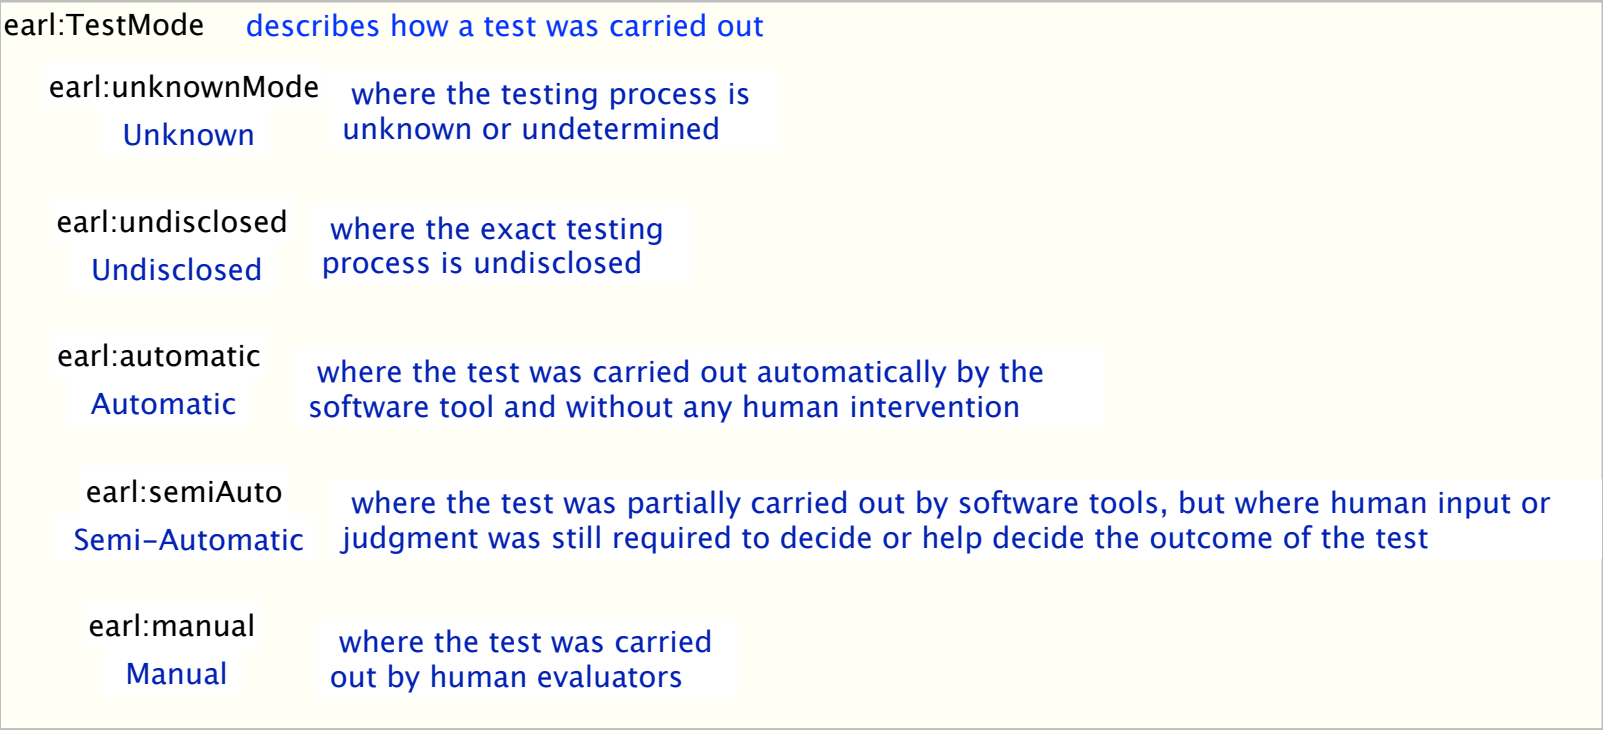 earl:TestMode describes how a test was carried out
earl:unknownMode
Unknown
where the testing process is
unknown or undetermined
earl:undisclosed
Undisclosed
where the exact testing
process is undisclosed
earl:automatic
Automatic
where the test was carried out automatically by the
software tool and without any human intervention
earl:semiAuto
Semi-Automatic
where the test was partially carried out by software tools, but where human input or
judgment was still required to decide or help decide the outcome of the test
earl:manual
Manual
where the test was carried
out by human evaluators